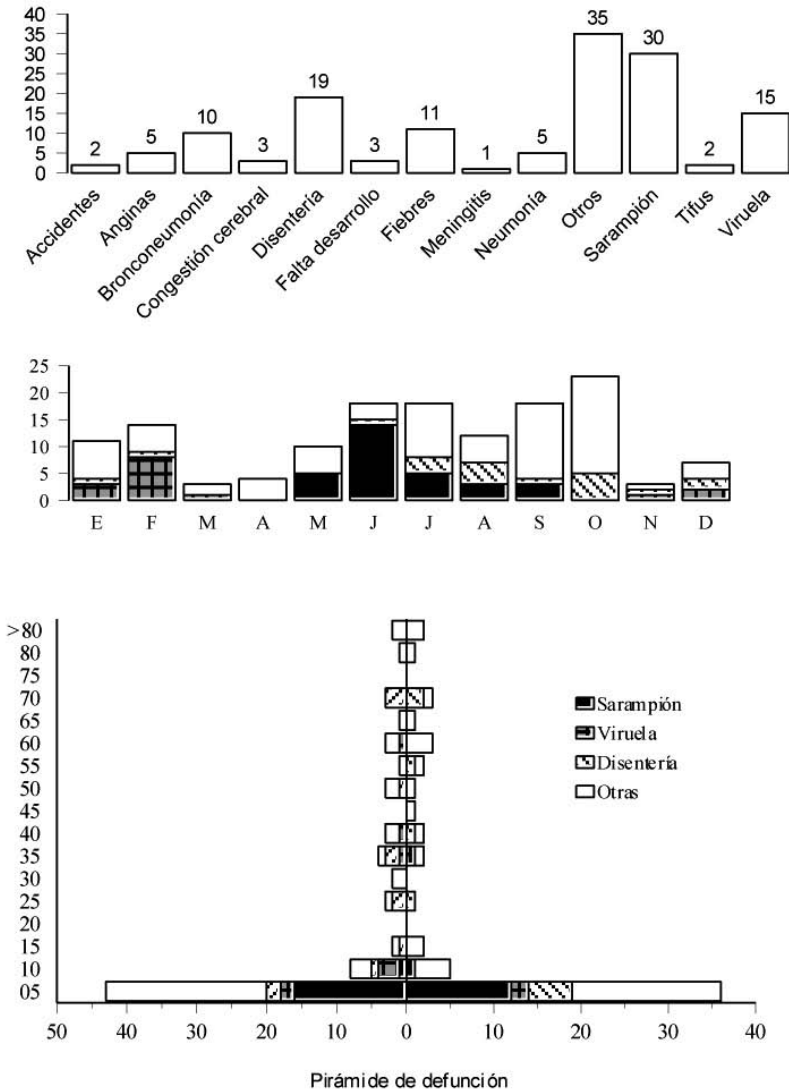 40
35
30
25
20
15
10
5
0
2
5
10
3
19
3
11
1
5
35
30
2
15
Accidentes
Anginas
Bronconeumonía
Congestión cerebral
Disentería
Falta desarrollo
Fiebres
Meningitis
Neumonía
Otros
Sarampión
Tifus
Viruela
25
20
15
10
5
0
E F M A M J J A S O N D
>80
80
75
70
65
60
55
50
45
40
35
30
25
20
15
10
05
Sarampión
Viruela
Disentería
Otras
50 40 30 20 10 0 10 20 30 40
Pirámide de defunción